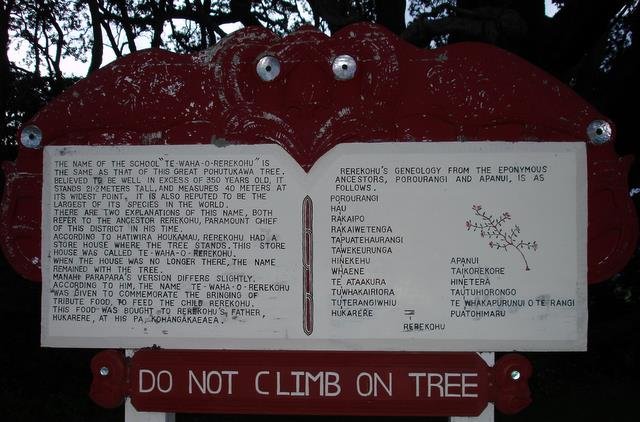 THE NAME OF THE SCHOOL "TE-WAHA-O-REREKOHU" IS
THE SAME AS THAT OF THIS GREAT POHUTUKAWA TREE.
BELIEVED TO BE WELL IN EXCESS OF 350 YEARS OLD, IT
STANDS 21·2 METERS TALL, AND MEASURES 40 METERS AT
ITS WIDEST POINT. IT IS ALSO REPUTED TO BE THE
LARGEST OF ITS SPECIES IN THE WORLD.
THERE ARE TWO EXPLANATIONS OF THIS NAME, BOTH
REFER TO THE ANCESTOR REREKOHU, PARAMOUNT CHIEF
OF THIS DISTRICT IN HIS TIME.
ACCORDING TO HATIWIRA HOUKAMAU, REREKOHU HAD A
STORE HOUSE WHERE THE TREE STANDS. THIS STORE
HOUSE WAS CALLED TE-WAHA-O-REREKOHU.
WHEN THE HOUSE WAS NO LONGER THERE, THE NAME
REMAINED WITH THE TREE.
MANAHI PARAPARA'S VERSION DIFFERS SLIGHTLY.
ACCORDING TO HIM, THE NAME TE-WAHA-O-REREKOHU
WAS GIVEN TO COMMEMORATE THE BRINGING OF
TRIBUTE FOOD, TO FEED THE CHILD REREKOHU.
THIS FOOD WAS BOUGHT TO REREKOHU'S FATHER,
HUKARERE, AT HIS PA, KOHANGAKAEAEA.
REREKOHU'S GENEOLOGY FROM THE EPONYMOUS
ANCESTORS, POROURANGI AND APANUI, IS AS
FOLLOWS.
POROURANGI
HAU
RAKAIPO
RAKAIWETENGA
TAPUATEHAURANGI
TAWEKEURUNGA
HINEKEHU APANUI
WHAENE TAIKOREKORE
TE ATAAKURA HINETERA
TUWHAKAIRIORA TAUTUHIORONGO
TUTERANGIWHIU TE WHAKAPURUNUI O TE RANGI
HUKARERE = PUATOHIMARU
REREKOHU
DO NOT CLIMB ON TREE